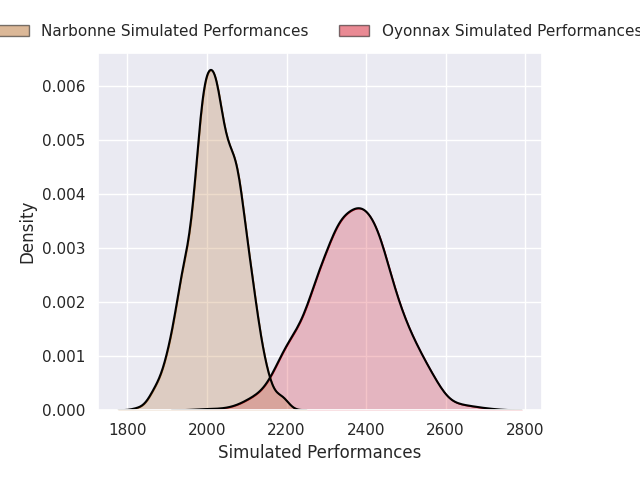 Narbonne Simulated Performances
Oyonnax Simulated Performances
0.006
0.005
0.004
0.003
0.002
0.001
0.000
Density
1800 2000 2200 2400 2600 2800
Simulated Performances